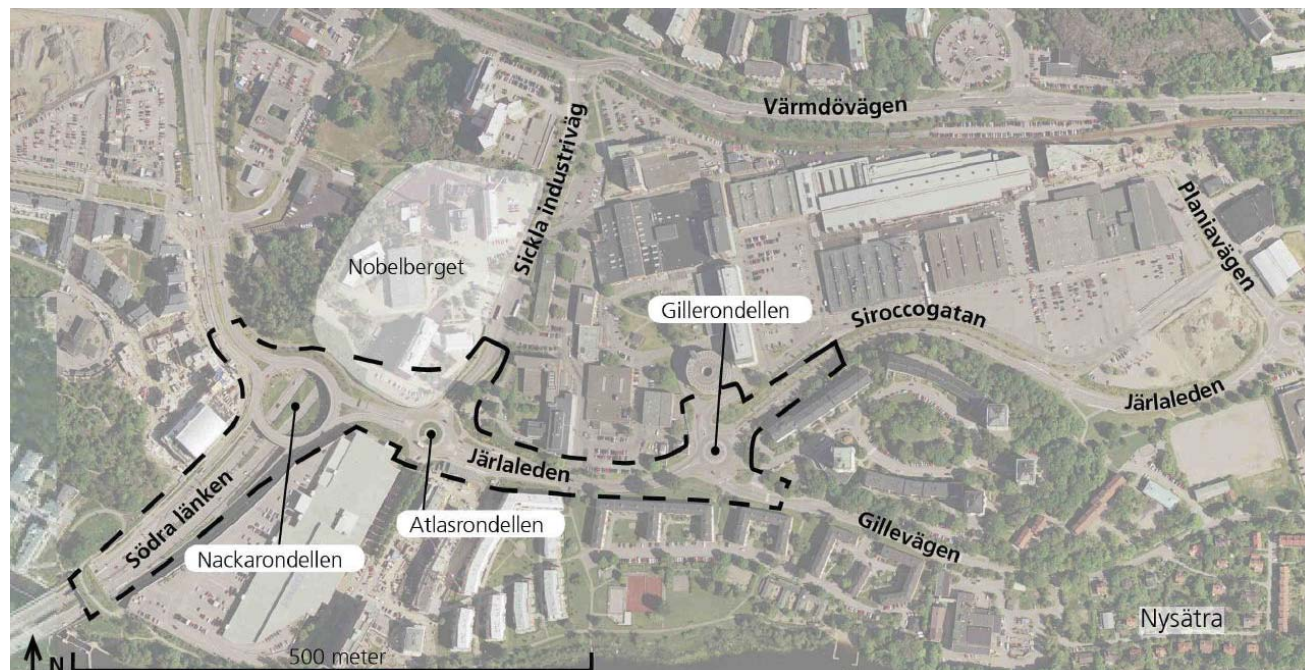 Värmdövägen
Sickla industriväg
Planiavägen
Nobelberget
Gillerondellen
Siroccogatan
Järlaleden
Järlaleden
Atlasrondellen
Södra länken
Nackarondellen
Gillevägen
Nysätra
N
500 meter